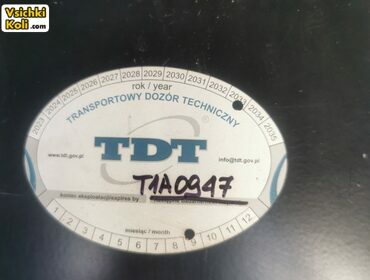 Vsichki
Koli.com
2023 2024 2025 2026 2027 2028 2029 2030 2031 2032 2033 2034 2035
rok / year
TRANSPORTOWY DOZÓR TECHNICZNY
www.tdt.gov.pl
TDT
info@tdt.gov.pl
T1A0947
koniec eksploatacji/expires by
1 2 3 4 5 6 7 8 9 10 11 12
miesiąc / month